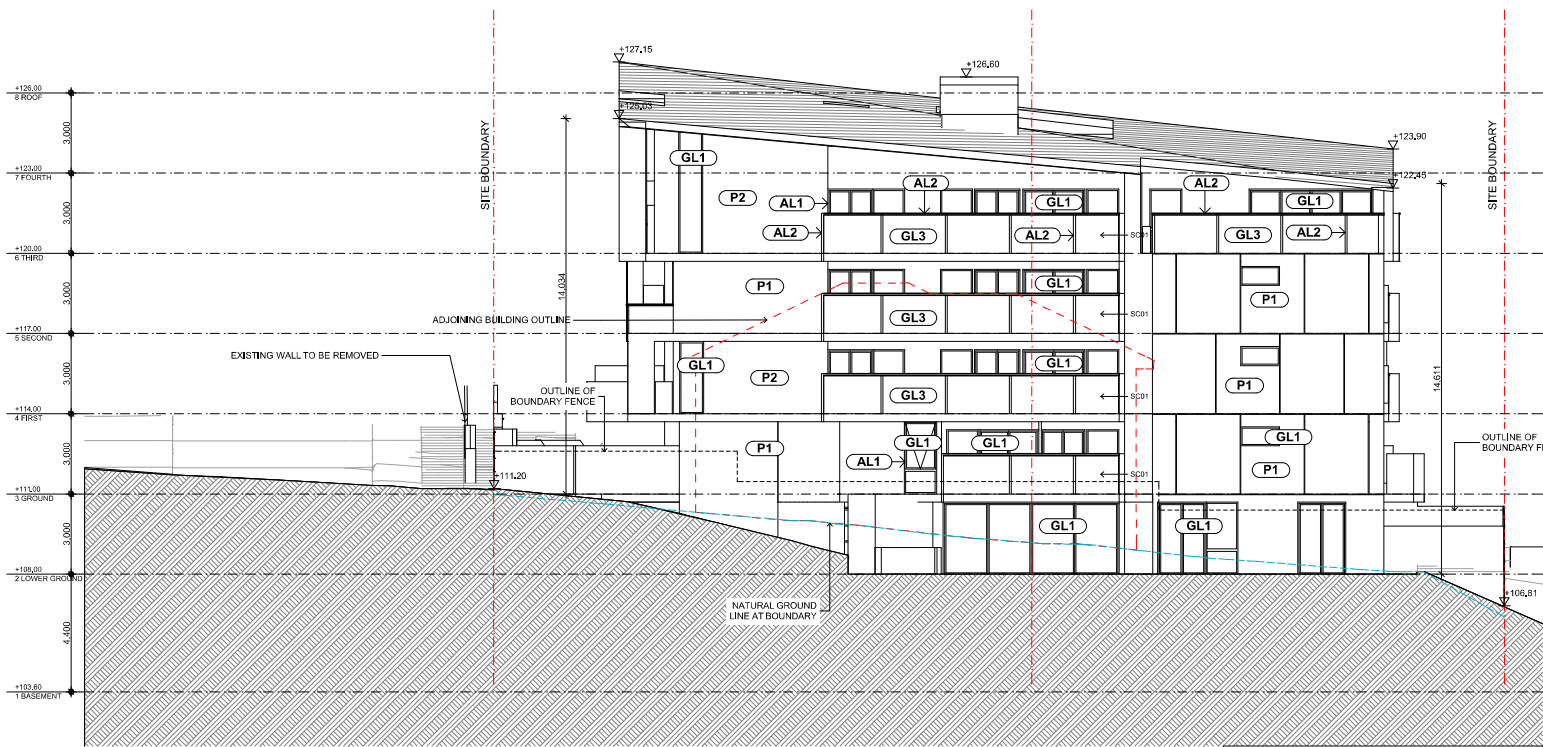 +127.15
+126.60
+126.00
8 ROOF
+125.03
3.000
SITE BOUNDARY
SITE BOUNDARY
+123.90
GL1
+123.00
7 FOURTH
+122.45
AL2
AL2
P2
AL1
GL1
GL1
3.000
AL2
GL3
AL2
SC01
GL3
AL2
+120.00
6 THIRD
P1
GL1
P1
3.000
14.034
ADJOINING BUILDING OUTLINE
GL3
SC01
+117.00
5 SECOND
EXISTING WALL TO BE REMOVED
GL1
GL1
3.000
P2
P1
14.611
OUTLINE OF
BOUNDARY FENCE
GL3
SC01
+114.00
4 FIRST
P1
GL1
GL1
GL1
OUTLINE OF
BOUNDARY FE
3.000
AL1
P1
SC01
+111.20
+111.00
3 GROUND
3.000
GL1
GL1
+108.00
2 LOWER GROUND
+106.81
NATURAL GROUND
LINE AT BOUNDARY
4.400
+103.60
1 BASEMENT